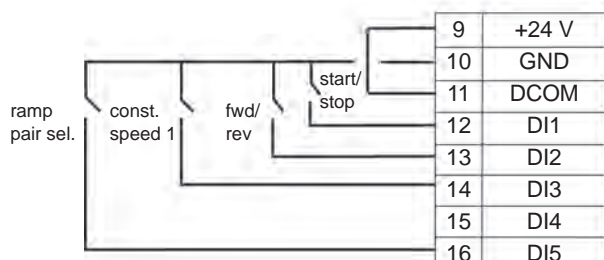 9 +24 V
10 GND
11 DCOM
12 DI1
13 DI2
14 DI3
15 DI4
16 DI5
ramp
pair sel.
const.
speed 1
fwd/
rev
start/
stop